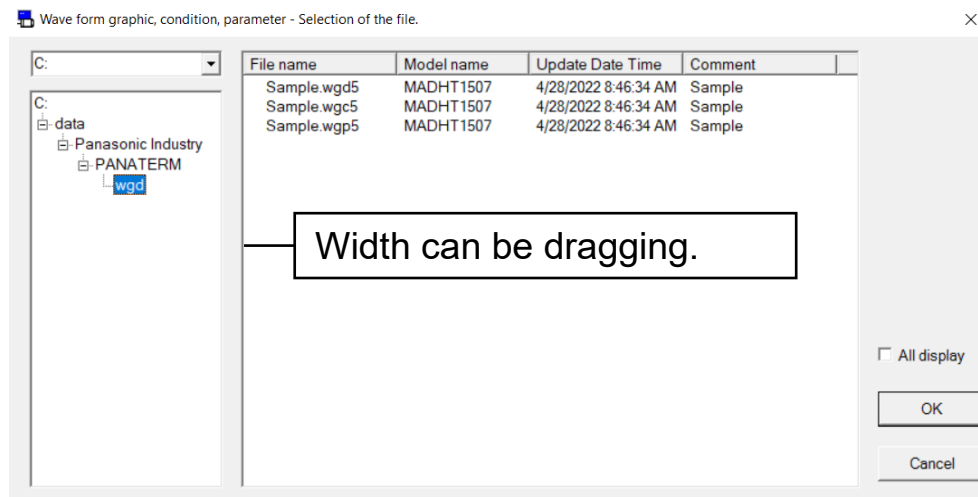 Wave form graphic, condition, parameter - Selection of the file.
C:
C:
data
Panasonic Industry
PANATERM
wgd
File name Model name Update Date Time Comment
Sample.wgd5 MADHT1507 4/28/2022 8:46:34 AM Sample
Sample.wgc5 MADHT1507 4/28/2022 8:46:34 AM Sample
Sample.wgp5 MADHT1507 4/28/2022 8:46:34 AM Sample
Width can be dragging.
All display
OK
Cancel